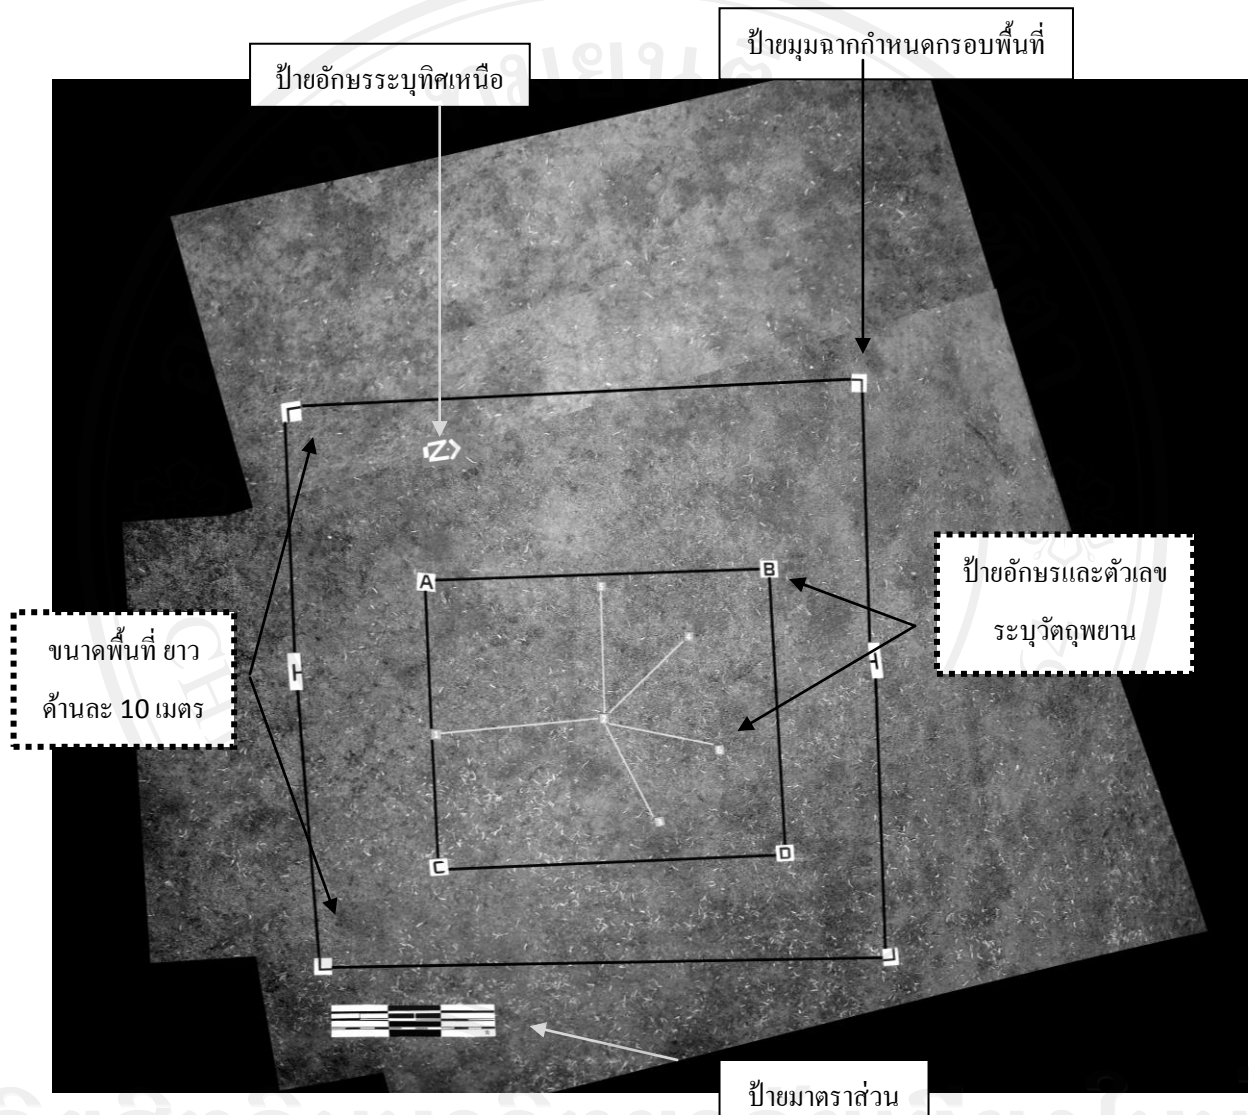 ป้ายมุมฉากกำหนดกรอบพื้นที่
ป้ายอักษรระบุทิศเหนือ
Z
A
B
ป้ายอักษรและตัวเลข
ระบุวัตถุพยาน
ขนาดพื้นที่ ยาว
ด้านละ 10 เมตร
C
D
ป้ายมาตราส่วน